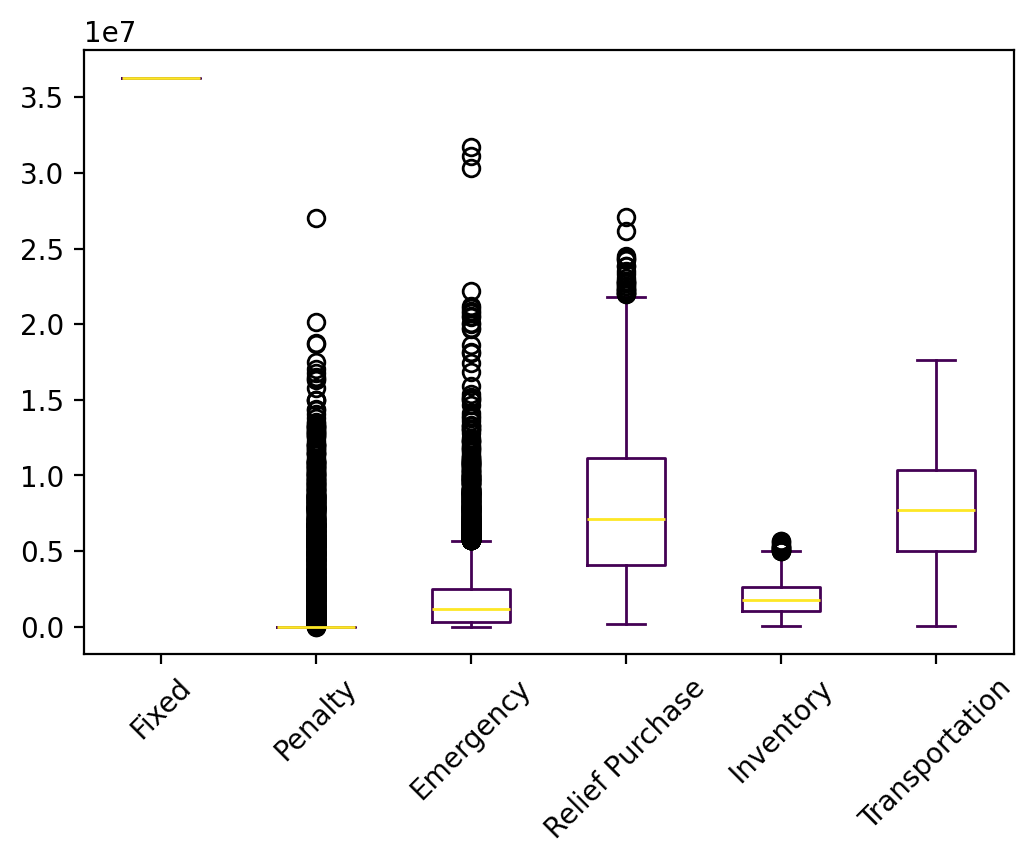 1e7
3.5
3.0
2.5
2.0
1.5
1.0
0.5
0.0
Fixed
Penalty
Emergency
Relief Purchase
Inventory
Transportation